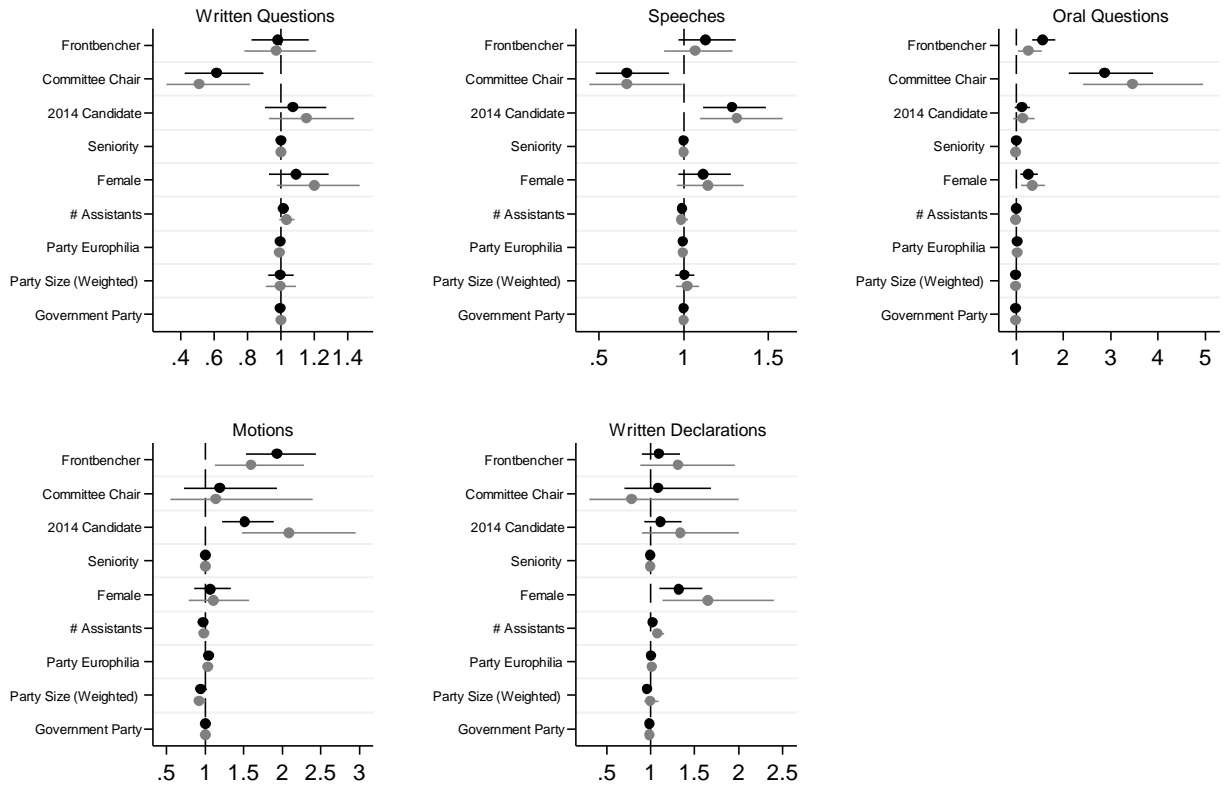 Written Questions
Frontbencher
Committee Chair
2014 Candidate
Seniority
Female
# Assistants
Party Europhilia
Party Size (Weighted)
Government Party
.4 .6 .8 1 1.2 1.4
Speeches
Frontbencher
Committee Chair
2014 Candidate
Seniority
Female
# Assistants
Party Europhilia
Party Size (Weighted)
Government Party
.5 1 1.5
Oral Questions
Frontbencher
Committee Chair
2014 Candidate
Seniority
Female
# Assistants
Party Europhilia
Party Size (Weighted)
Government Party
1 2 3 4 5
Motions
Frontbencher
Committee Chair
2014 Candidate
Seniority
Female
# Assistants
Party Europhilia
Party Size (Weighted)
Government Party
.5 1 1.5 2 2.5 3
Written Declarations
Frontbencher
Committee Chair
2014 Candidate
Seniority
Female
# Assistants
Party Europhilia
Party Size (Weighted)
Government Party
.5 1 1.5 2 2.5